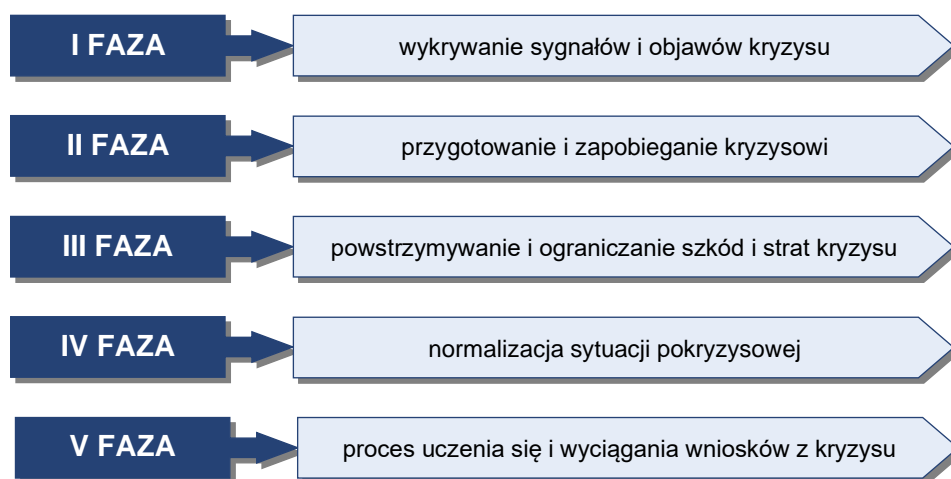 I FAZA
wykrywanie sygnałów i objawów kryzysu
II FAZA
przygotowanie i zapobieganie kryzysowi
III FAZA
powstrzymywanie i ograniczanie szkód i strat kryzysu
IV FAZA
normalizacja sytuacji pokryzysowej
V FAZA
proces uczenia się i wyciągania wniosków z kryzysu